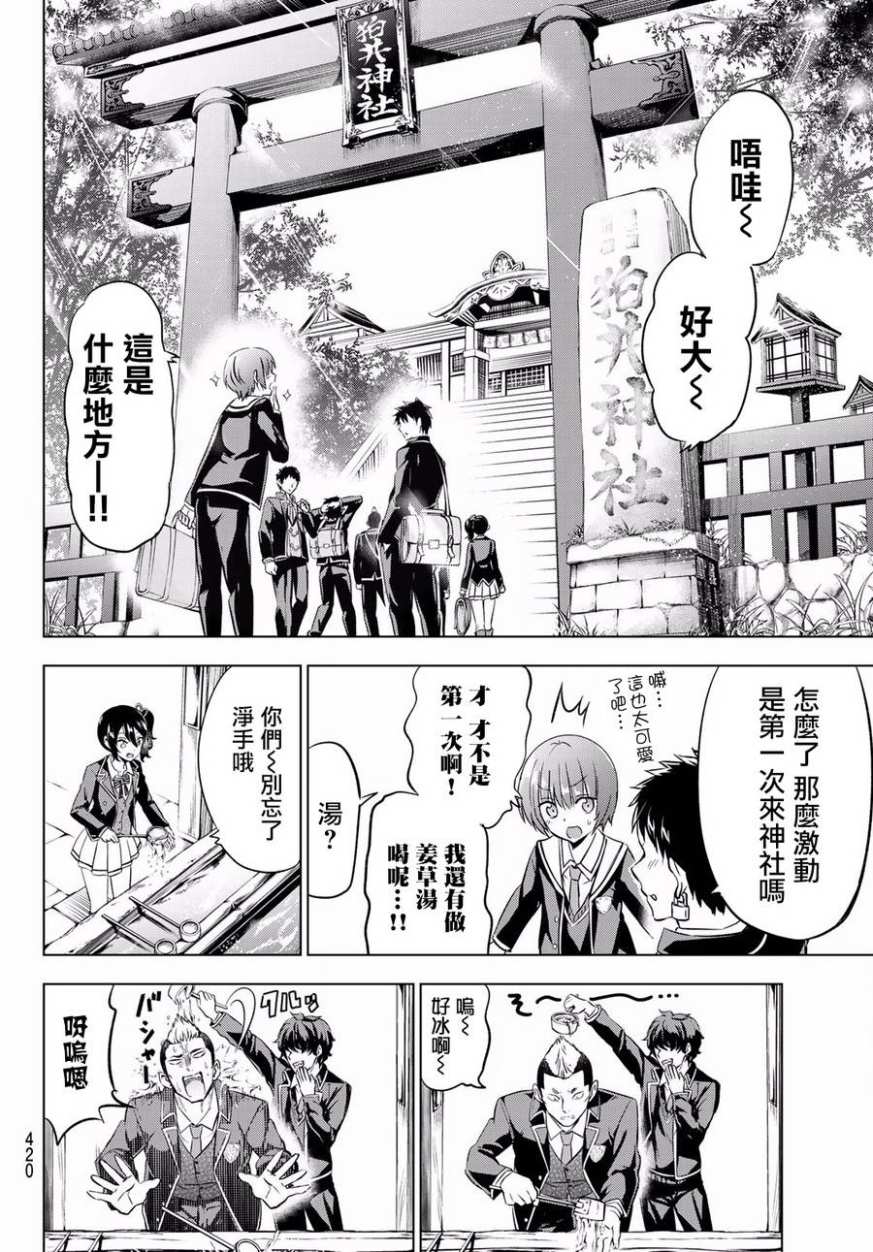 狛共神社
唔哇～
好大～
狛共神社
這是
什麼地方—!!
怎麼了 那麼激動
是第一次來神社嗎
喊…
這也太可愛
了吧…
才 才不是
第一次啊！
我還有做
姜草湯
喝呢…!!
湯？
你們～別忘了
淨手哦
そ～～…
嗚～
好冰啊～
クルッ
バシャー
呀嗚嗯
420